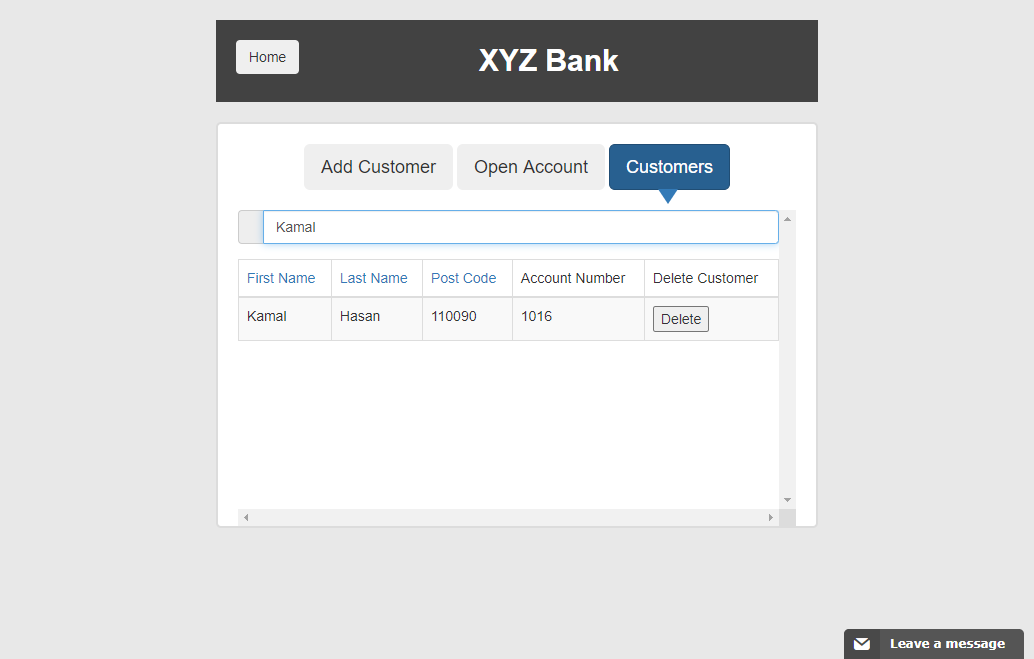 Home
XYZ Bank
Add Customer Open Account Customers
Kamal
First Name Last Name Post Code Account Number Delete Customer
Kamal Hasan 110090 1016 Delete
Leave a message